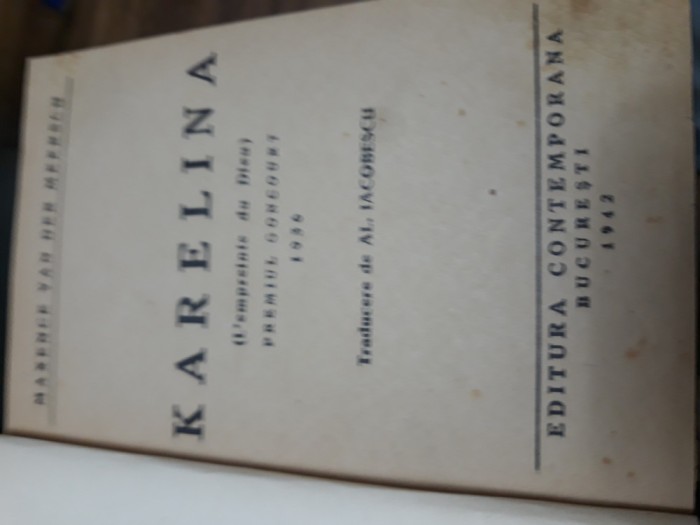 MAXENCE VAN DER MEERSCH
KARELINA
(L'empreinte du Dieu)
PREMIUL GONCOURT
1936
Traducere de AL. IACOBESCU
EDITURA CONTEMPORANA
BUCUREȘTI
1942